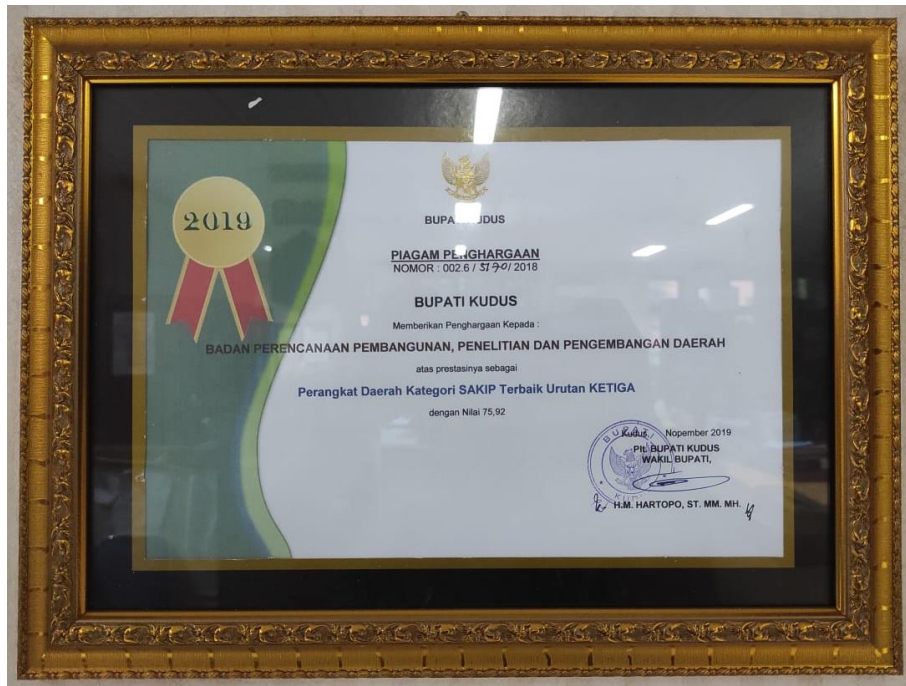 2019
BUPATI KUDUS
PIAGAM PENGHARGAAN
NOMOR : 002.6 / / 2018
BUPATI KUDUS
Memberikan Penghargaan Kepada :
BADAN PERENCANAAN PEMBANGUNAN, PENELITIAN DAN PENGEMBANGAN DAERAH
atas prestasinya sebagai
Perangkat Daerah Kategori SAKIP Terbaik Urutan KETIGA
dengan Nilai 75,92
Kudus, Nopember 2019
Plt. BUPATI KUDUS
WAKIL BUPATI,
BUPATI
KUDUS
H.M. HARTOPO, ST. MM. MH.